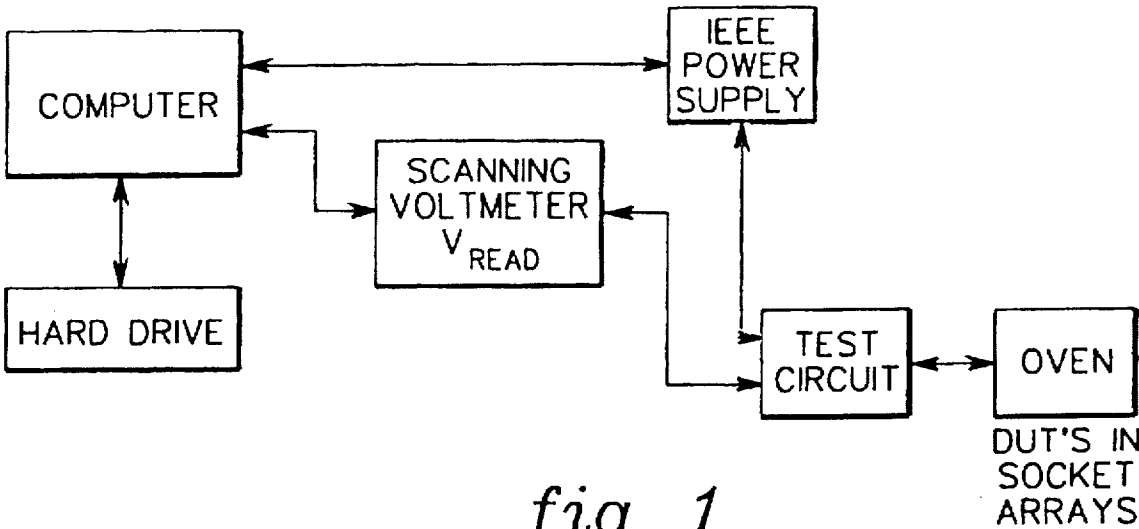 IEEE
POWER
SUPPLY
COMPUTER
SCANNING
VOLTMETER
V READ
HARD DRIVE
TEST
CIRCUIT
OVEN
DUT'S IN
SOCKET
ARRAYS
fig. 1